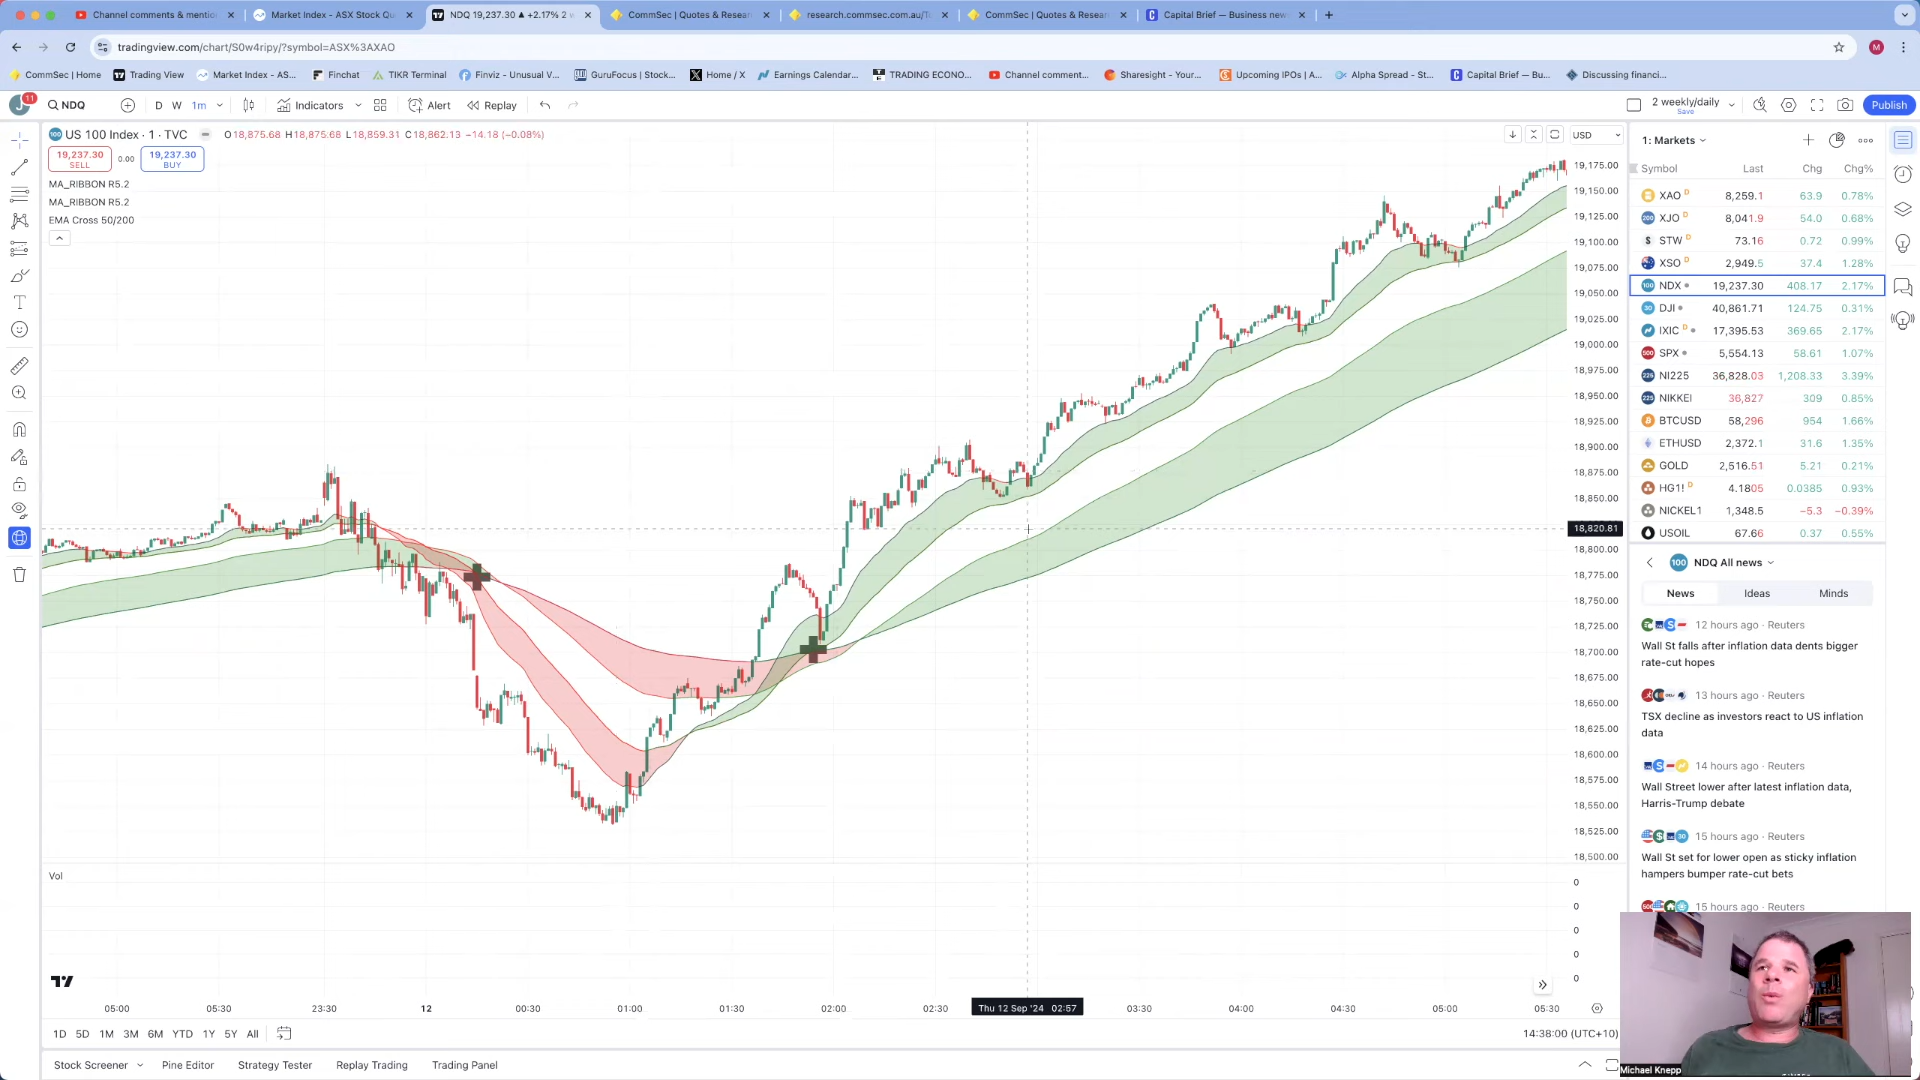 Channel comments & mentio
Market Index - ASX Stock Qu
NDQ 19,237.30 ▲ +2.17% 2 w
CommSec | Quotes & Resear
research.commsec.com.au/T
CommSec | Quotes & Resear
Capital Brief — Business new
tradingview.com/chart/S0w4ripy/?symbol=ASX%3AXAO
CommSec | Home
Trading View
Market Index - AS...
Finchat
TIKR Terminal
Finviz - Unusual V...
GuruFocus | Stock...
Home / X
Earnings Calendar...
TRADING ECONO...
Channel comment...
Sharesight - Your...
Upcoming IPOs | A...
Alpha Spread - St...
Capital Brief — Bu...
Discussing financi...
11
NDQ
D W 1m
Indicators
Alert
Replay
2 weekly/daily
Save
Publish
US 100 Index · 1 · TVC
O18,875.68 H18,875.68 L18,859.31 C18,862.13 −14.18 (−0.08%)
19,237.30
SELL
0.00
19,237.30
BUY
MA_RIBBON R5.2
MA_RIBBON R5.2
EMA Cross 50/200
USD
19,175.00
19,150.00
19,125.00
19,100.00
19,075.00
19,050.00
19,025.00
19,000.00
18,975.00
18,950.00
18,925.00
18,900.00
18,875.00
18,850.00
18,820.81
18,800.00
18,775.00
18,750.00
18,725.00
18,700.00
18,675.00
18,650.00
18,625.00
18,600.00
18,575.00
18,550.00
18,525.00
18,500.00
Vol
0
0
0
0
0
05:00 05:30 23:30 12 00:30 01:00 01:30 02:00 02:30 Thu 12 Sep '24 02:57 03:30 04:00 04:30 05:00 05:30
1D 5D 1M 3M 6M YTD 1Y 5Y All
14:38:00 (UTC+10)
Stock Screener
Pine Editor
Strategy Tester
Replay Trading
Trading Panel
1: Markets
Symbol Last Chg Chg%
XAO D 8,259.1 63.9 0.78%
XJO D 8,041.9 54.0 0.68%
STW D 73.16 0.72 0.99%
XSO D 2,949.5 37.4 1.28%
NDX 19,237.30 408.17 2.17%
DJI 40,861.71 124.75 0.31%
IXIC D 17,395.53 369.65 2.17%
SPX 5,554.13 58.61 1.07%
NI225 36,828.03 1,208.33 3.39%
NIKKEI 36,827 309 0.85%
BTCUSD 58,296 954 1.66%
ETHUSD 2,372.1 31.6 1.35%
GOLD 2,516.51 5.21 0.21%
HG1! D 4.1805 0.0385 0.93%
NICKEL1 1,348.5 −5.3 −0.39%
USOIL 67.66 0.37 0.55%
100 NDQ All news
News
Ideas
Minds
12 hours ago · Reuters
Wall St falls after inflation data dents bigger
rate-cut hopes
13 hours ago · Reuters
TSX decline as investors react to US inflation
data
14 hours ago · Reuters
Wall Street lower after latest inflation data,
Harris-Trump debate
15 hours ago · Reuters
Wall St set for lower open as sticky inflation
hampers bumper rate-cut bets
15 hours ago · Reuters
Michael Knepp